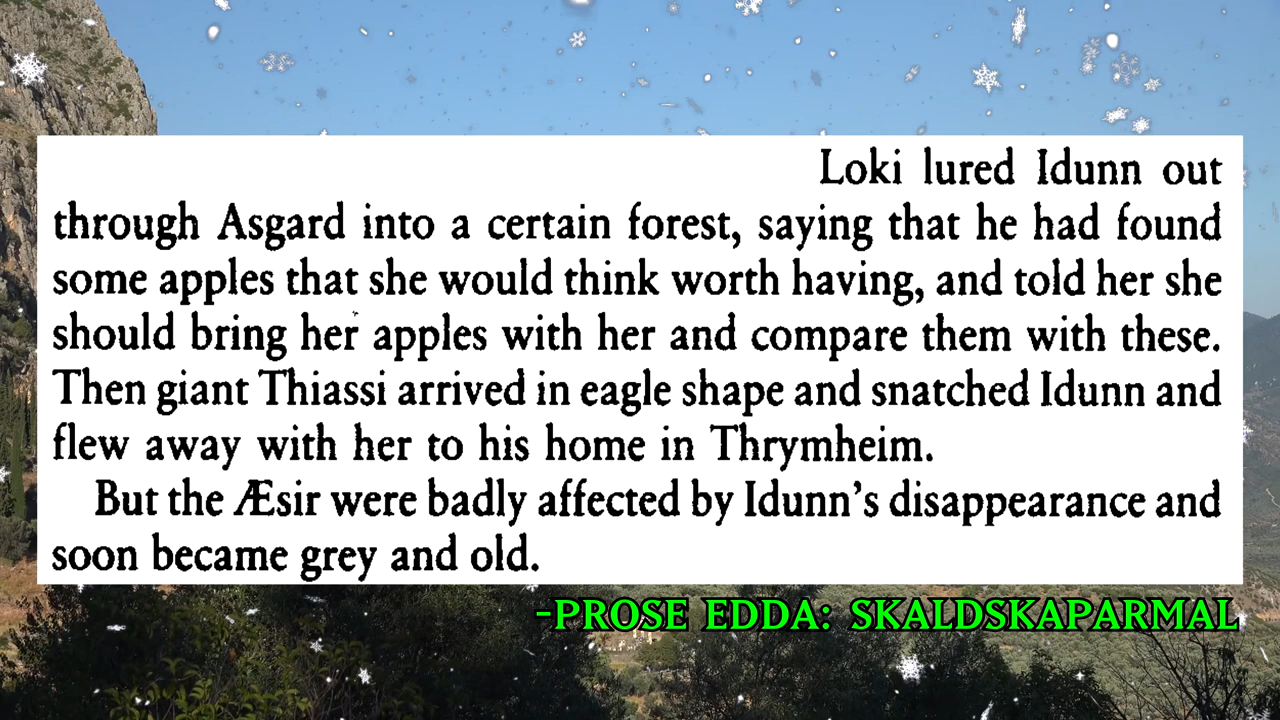 Loki lured Idunn out
through Asgard into a certain forest, saying that he had found
some apples that she would think worth having, and told her she
should bring her apples with her and compare them with these.
Then giant Thiassi arrived in eagle shape and snatched Idunn and
flew away with her to his home in Thrymheim.
But the Æsir were badly affected by Idunn's disappearance and
soon became grey and old.
-PROSE EDDA: SKALDSKAPARMAL